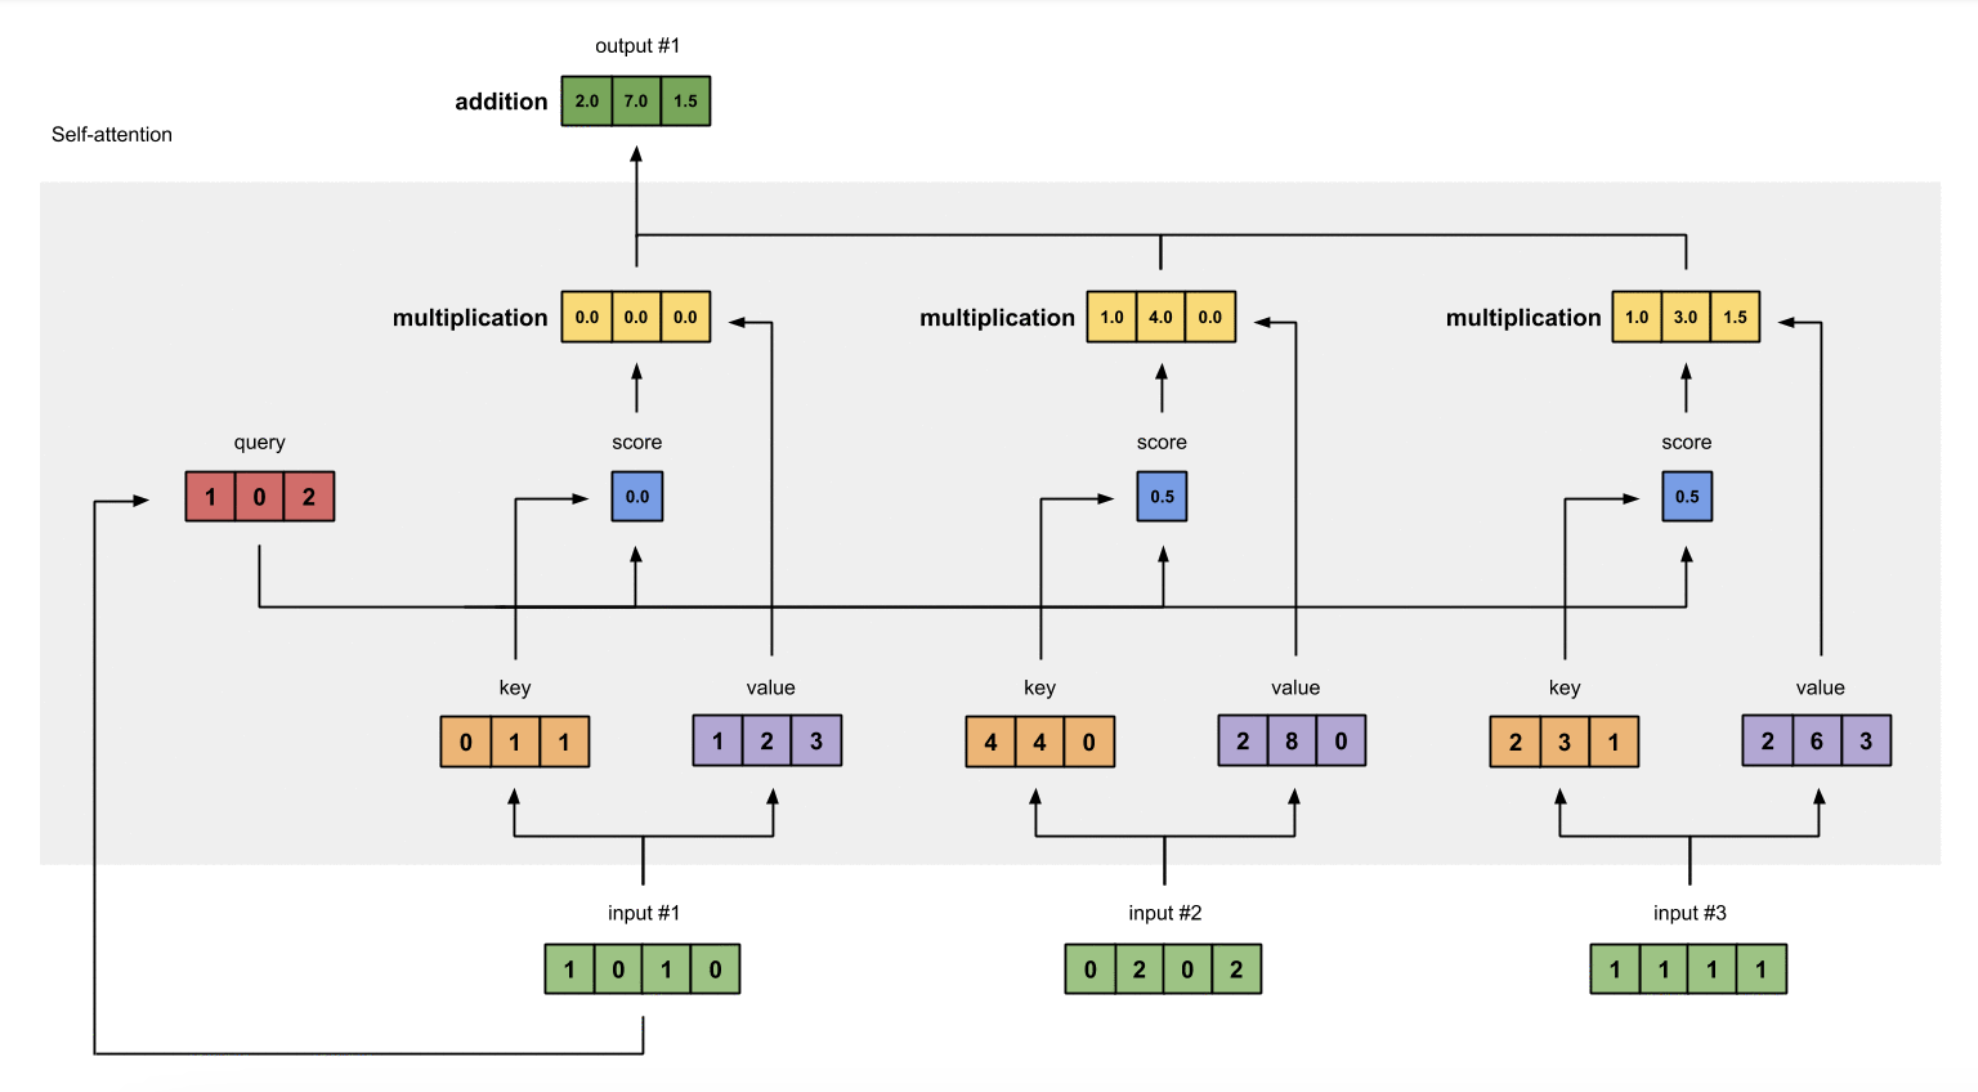 output #1
addition 2.0 7.0 1.5
Self-attention
multiplication 0.0 0.0 0.0 multiplication 1.0 4.0 0.0 multiplication 1.0 3.0 1.5
query score score score
1 0 2 0.0 0.5 0.5
key value key value key value
0 1 1 1 2 3 4 4 0 2 8 0 2 3 1 2 6 3
input #1 input #2 input #3
1 0 1 0 0 2 0 2 1 1 1 1